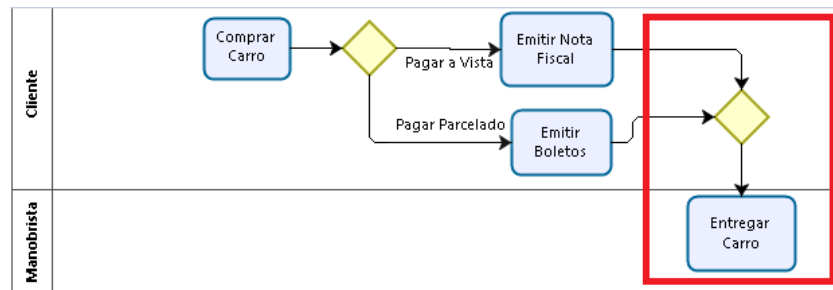 Cliente
Comprar
Carro
Pagar a Vista
Emitir Nota
Fiscal
Pagar Parcelado
Emitir
Boletos
Manobrista
Entregar
Carro